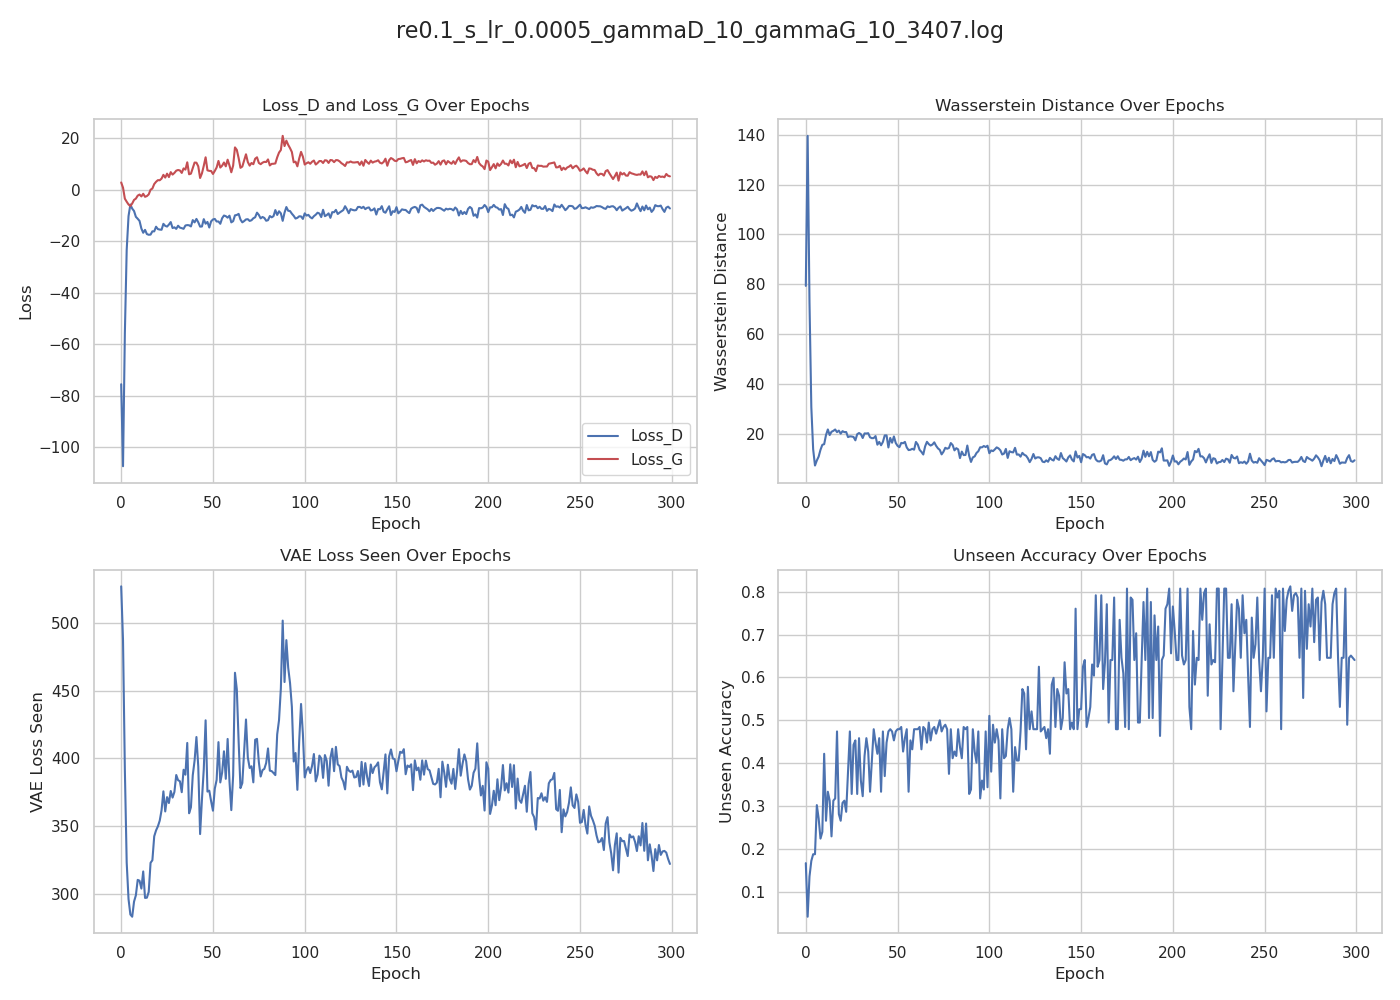 re0.1_s_lr_0.0005_gammaD_10_gammaG_10_3407.log
Loss_D and Loss_G Over Epochs
Loss
20
0
−20
−40
−60
−80
−100
0 50 100 150 200 250 300
Epoch
Loss_D
Loss_G
Wasserstein Distance Over Epochs
Wasserstein Distance
140
120
100
80
60
40
20
0 50 100 150 200 250 300
Epoch
VAE Loss Seen Over Epochs
VAE Loss Seen
500
450
400
350
300
0 50 100 150 200 250 300
Epoch
Unseen Accuracy Over Epochs
Unseen Accuracy
0.8
0.7
0.6
0.5
0.4
0.3
0.2
0.1
0 50 100 150 200 250 300
Epoch